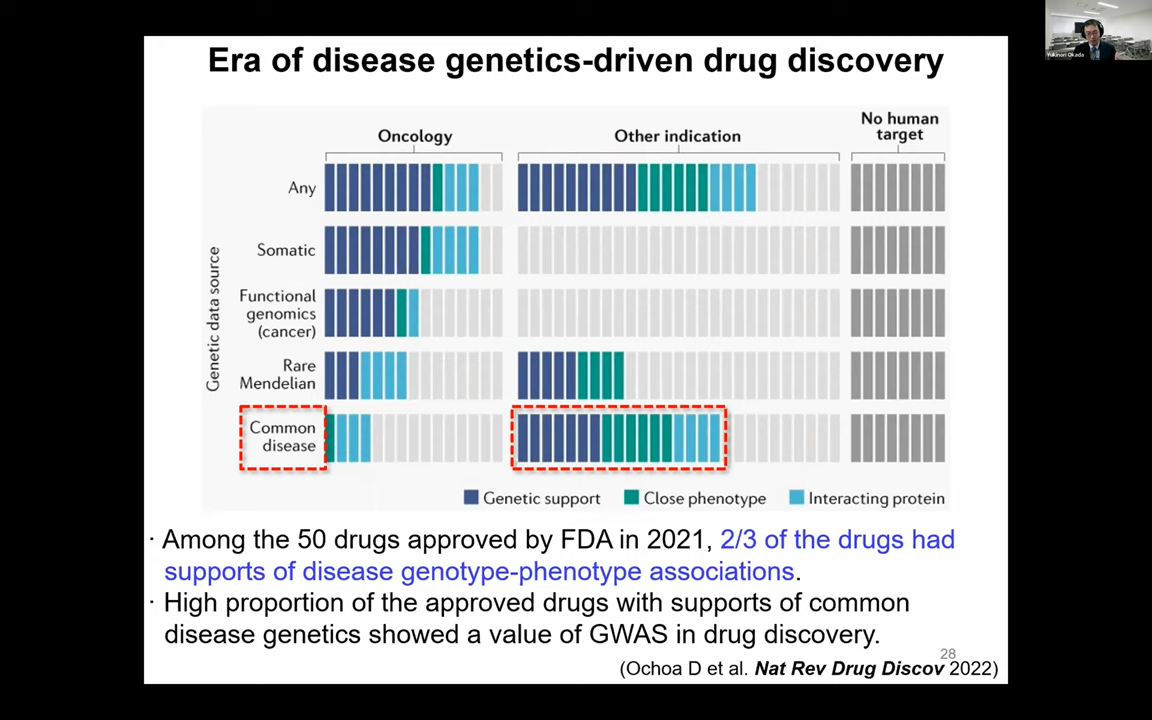 Era of disease genetics-driven drug discovery
Yukinori Okada
Oncology
Other indication
No human
target
Genetic data source
Any
Somatic
Functional
genomics
(cancer)
Rare
Mendelian
Common
disease
Genetic support
Close phenotype
Interacting protein
· Among the 50 drugs approved by FDA in 2021, 2/3 of the drugs had
supports of disease genotype-phenotype associations.
· High proportion of the approved drugs with supports of common
disease genetics showed a value of GWAS in drug discovery.
28
(Ochoa D et al. Nat Rev Drug Discov 2022)